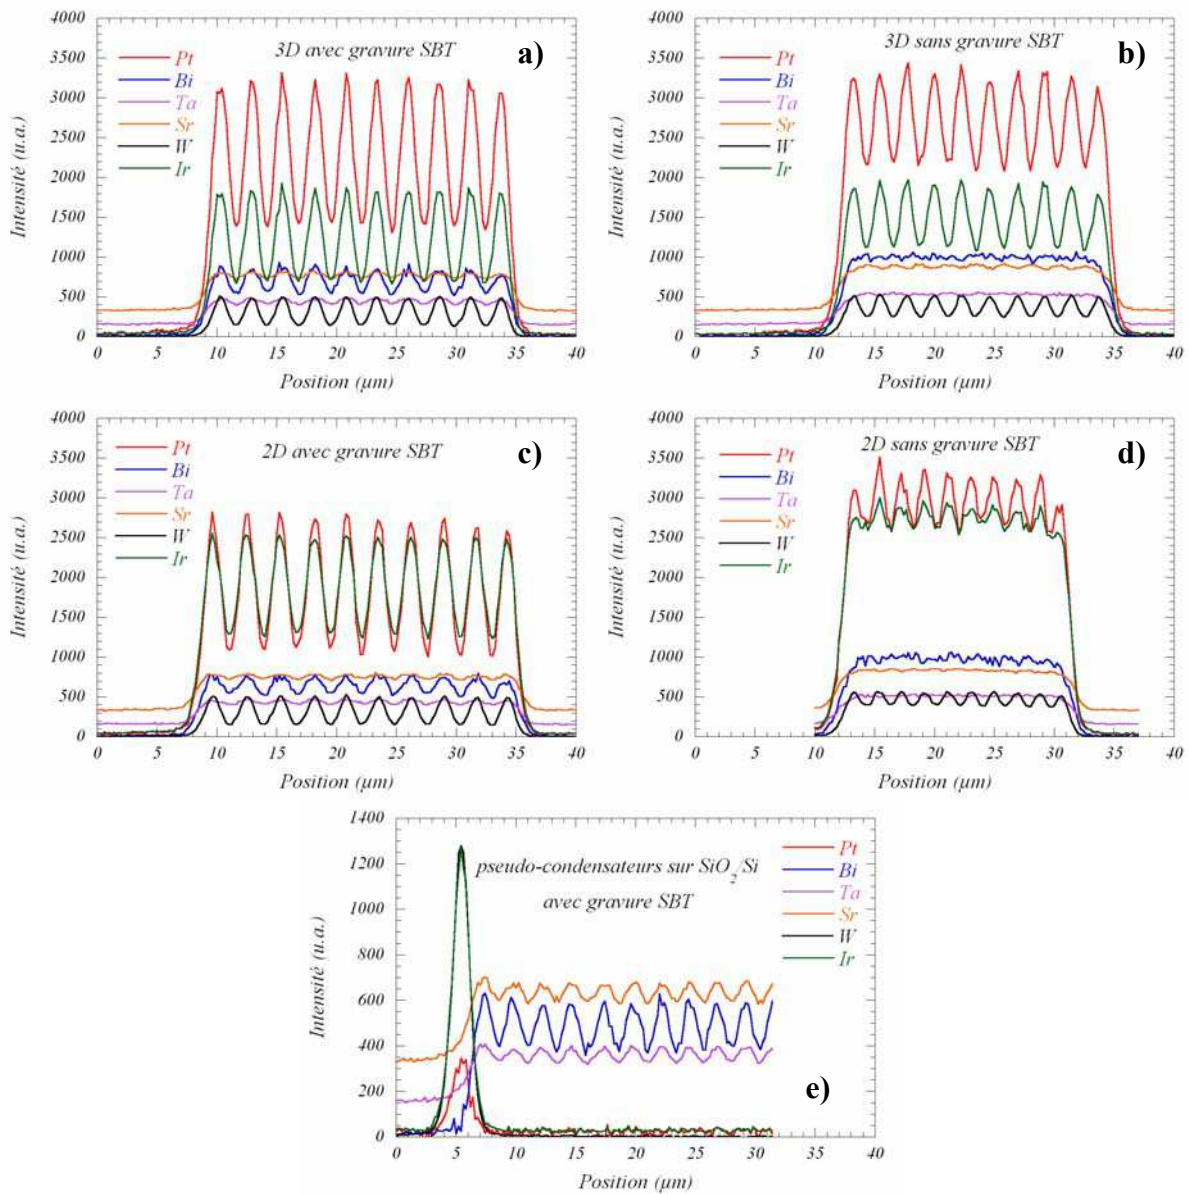 3D avec gravure SBT
a)
Pt
Bi
Ta
Sr
W
Ir
Intensité (u.a.)
4000
3500
3000
2500
2000
1500
1000
500
0
0 5 10 15 20 25 30 35 40
Position (µm)
3D sans gravure SBT
b)
Pt
Bi
Ta
Sr
W
Ir
Intensité (u.a.)
4000
3500
3000
2500
2000
1500
1000
500
0
0 5 10 15 20 25 30 35 40
Position (µm)
2D avec gravure SBT
c)
Pt
Bi
Ta
Sr
W
Ir
Intensité (u.a.)
4000
3500
3000
2500
2000
1500
1000
500
0
0 5 10 15 20 25 30 35 40
Position (µm)
2D sans gravure SBT
d)
Pt
Bi
Ta
Sr
W
Ir
Intensité (u.a.)
4000
3500
3000
2500
2000
1500
1000
500
0
0 5 10 15 20 25 30 35 40
Position (µm)
pseudo-condensateurs sur SiO2/Si
avec gravure SBT
Pt
Bi
Ta
Sr
W
Ir
e)
Intensité (u.a.)
1400
1200
1000
800
600
400
200
0
0 5 10 15 20 25 30 35 40
Position (µm)